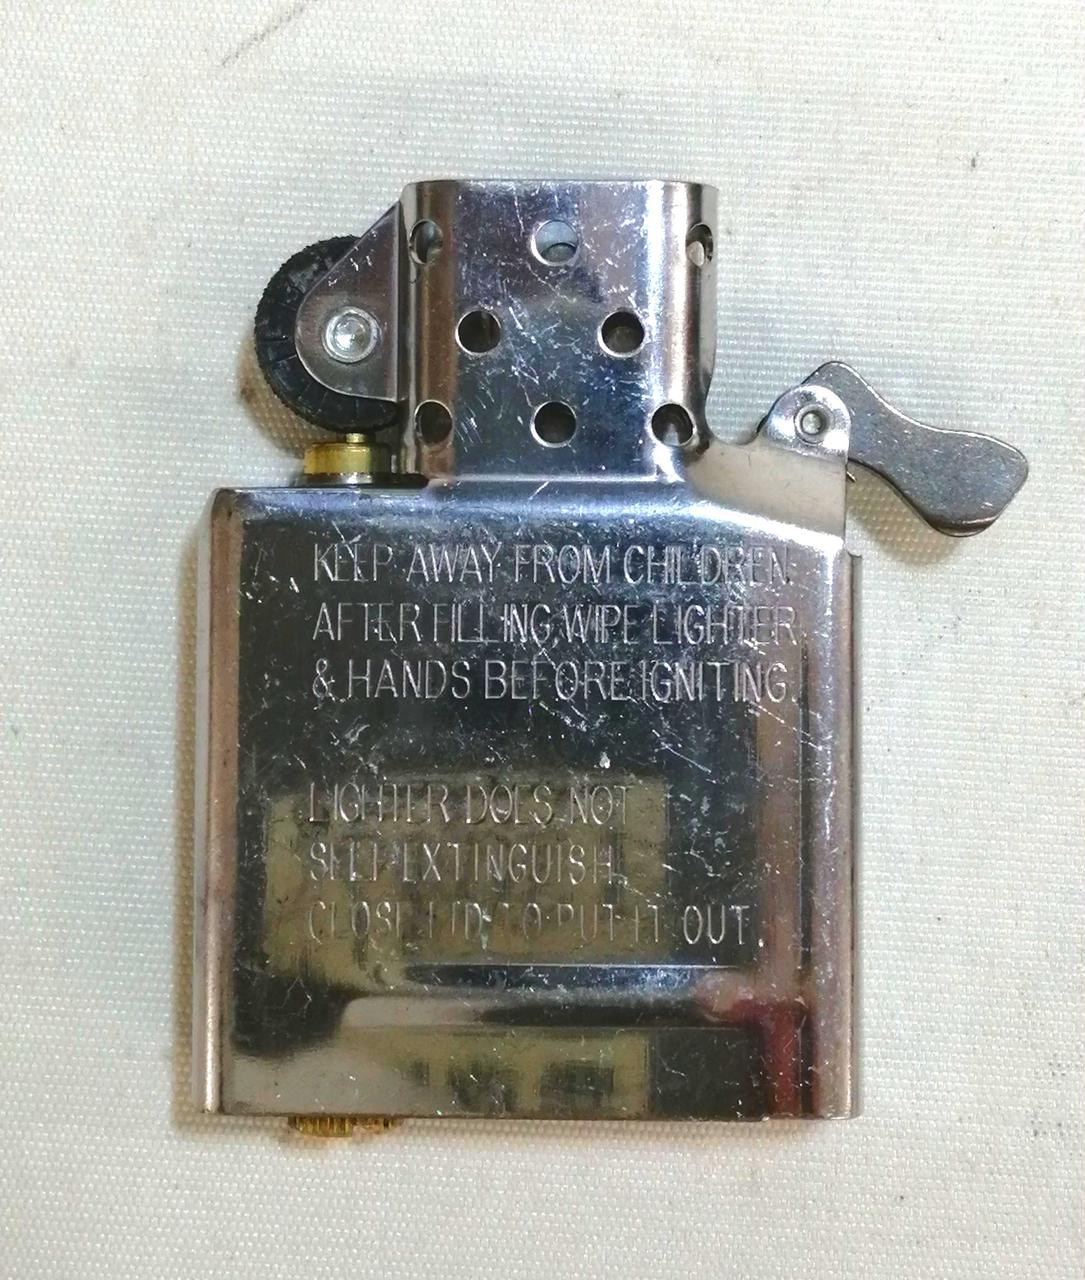 KEEP AWAY FROM CHILDREN.
AFTER FILLING, WIPE LIGHTER
& HANDS BEFORE IGNITING.
LIGHTER DOES NOT
SELF EXTINGUISH.
CLOSE LID TO PUT IT OUT.